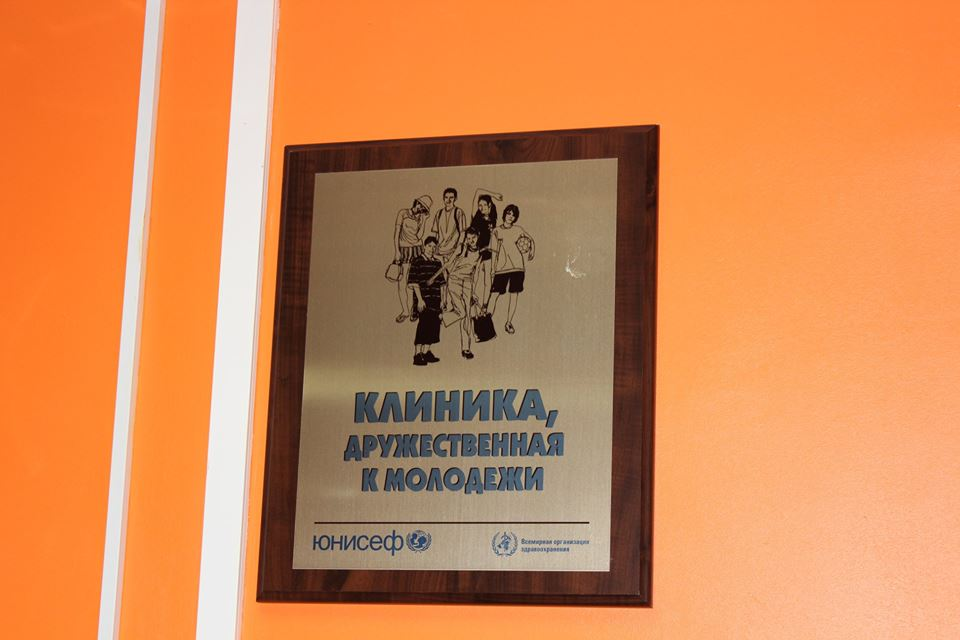 КЛИНИКА,
ДРУЖЕСТВЕННАЯ
К МОЛОДЕЖИ
юнисеф
Всемирная организация
здравоохранения